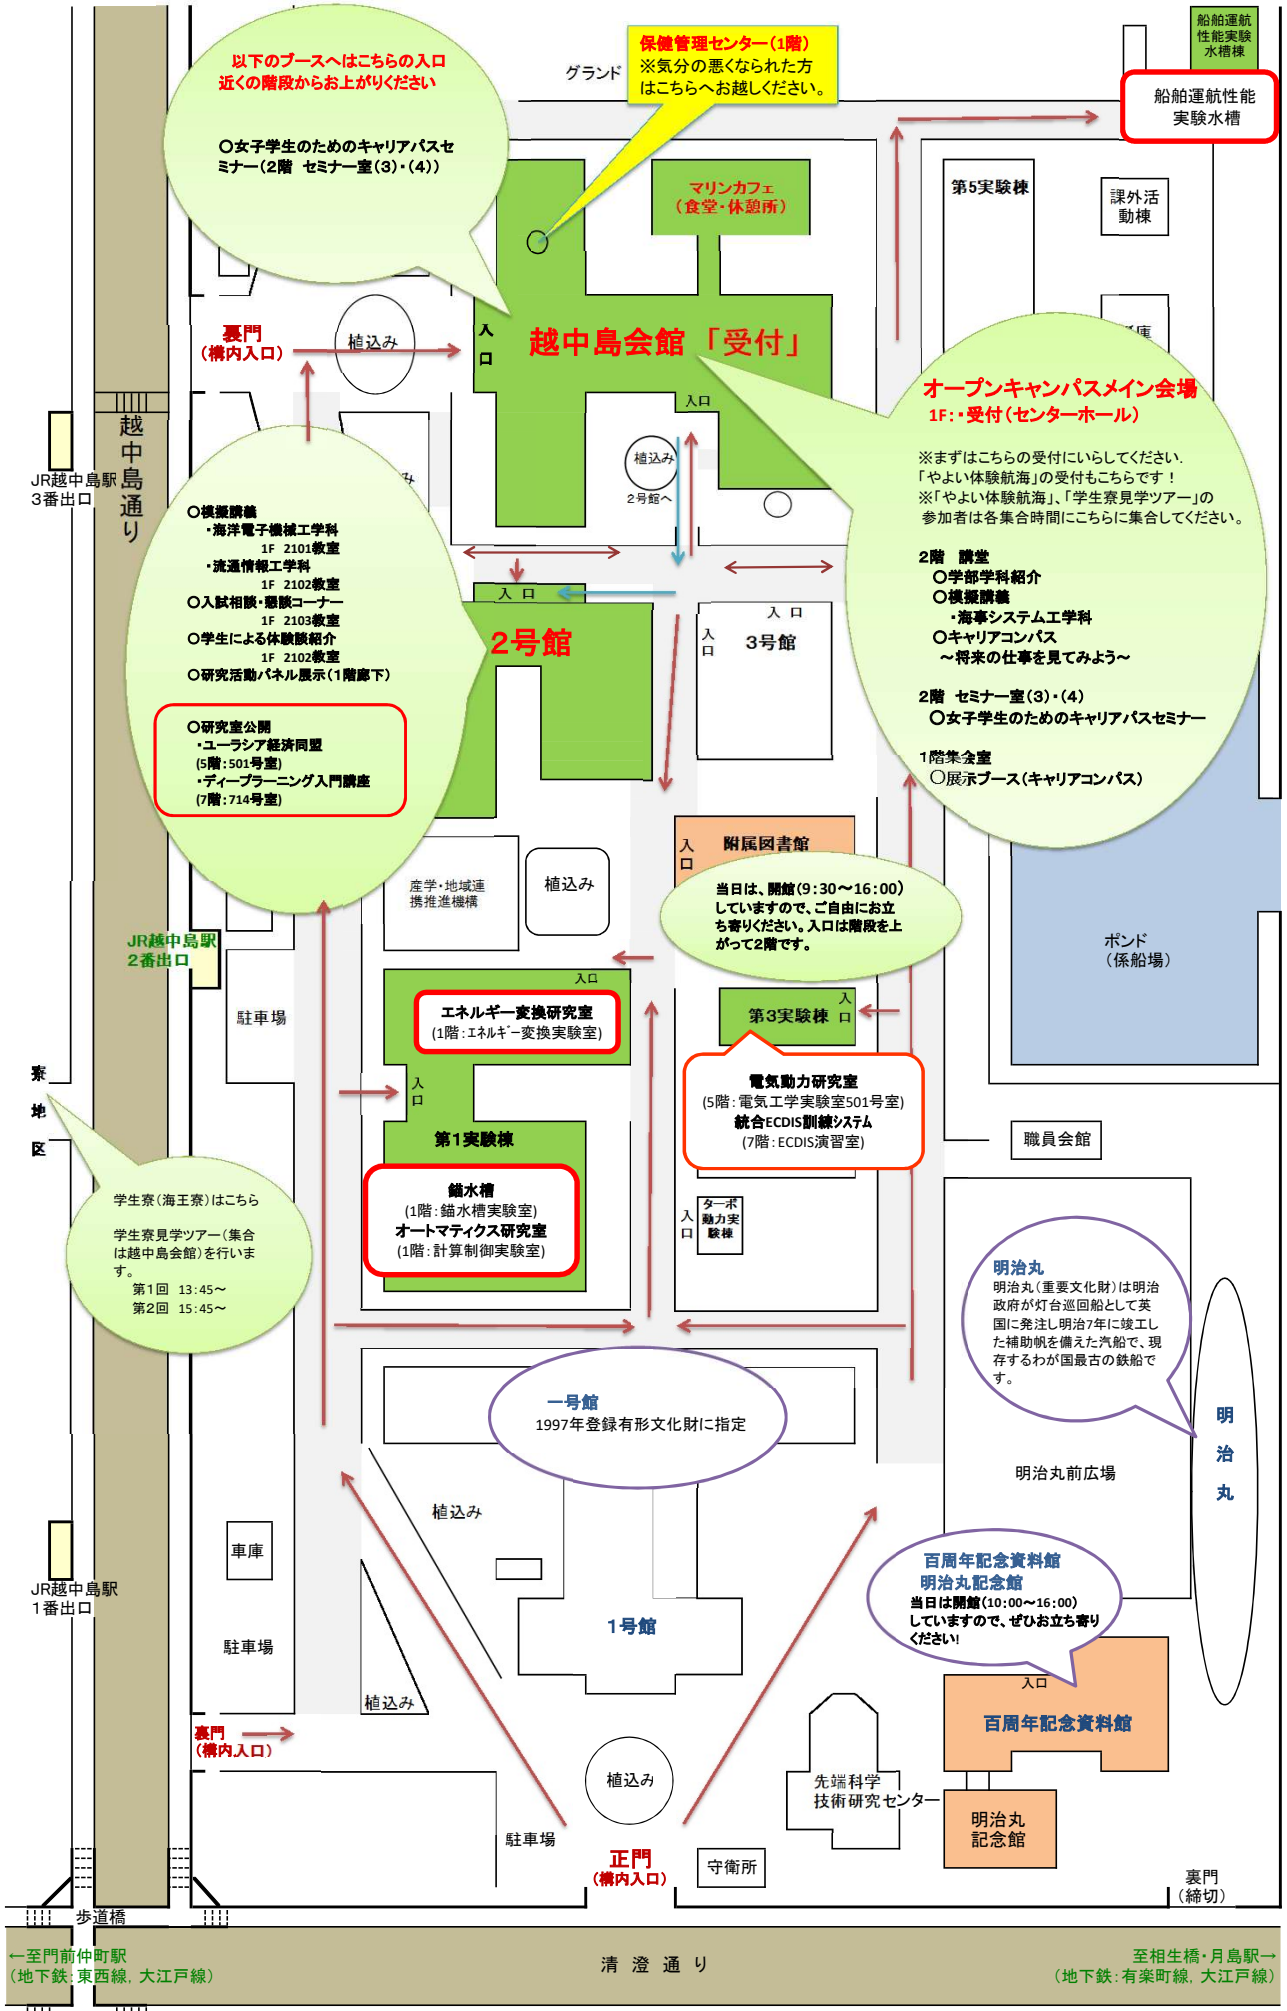 以下のブースへはこちらの入口
近くの階段からお上がりください
〇女子学生のためのキャリアパスセ
ミナー(2階 セミナー室(3)・(4))
保健管理センター(1階)
※気分の悪くなられた方
はこちらへお越しください。
グランド
船舶運航
性能実験
水槽棟
船舶運航性能
実験水槽
マリンカフェ
(食堂・休憩所)
第5実験棟
課外活
動棟
庫
裏門
(構内入口)
植込み
入
口
越中島会館 「受付」
入口
植込み
2号館へ
オープンキャンパスメイン会場
1F:・受付(センターホール)
※まずはこちらの受付にいらしてください.
「やよい体験航海」の受付もこちらです！
※「やよい体験航海」、「学生寮見学ツアー」の
参加者は各集合時間にこちらに集合してください。
2階 講堂
〇学部学科紹介
〇模擬講義
・海事システム工学科
〇キャリアコンパス
～将来の仕事を見てみよう～
2階 セミナー室(3)・(4)
〇女子学生のためのキャリアパスセミナー
1階集会室
〇展示ブース(キャリアコンパス)
越中島通り
JR越中島駅
3番出口
み
〇模擬講義
・海洋電子機械工学科
1F 2101教室
・流通情報工学科
1F 2102教室
〇入試相談・懇談コーナー
1F 2103教室
〇学生による体験談紹介
1F 2102教室
〇研究活動パネル展示(1階廊下)
〇研究室公開
・ユーラシア経済同盟
(5階:501号室)
・ディープラーニング入門講座
(7階:714号室)
入 口
2号館
入 口
入
口
3号館
入
口
附属図書館
当日は、開館(9:30～16:00)
していますので、ご自由にお立
ち寄りください。入口は階段を上
がって2階です。
産学・地域連
携推進機構
植込み
ポンド
(係船場)
JR越中島駅
2番出口
駐車場
入口
エネルギー変換研究室
(1階:エネルギー変換実験室)
入
口
第3実験棟
電気動力研究室
(5階:電気工学実験室501号室)
統合ECDIS訓練システム
(7階:ECDIS演習室)
寮
地
区
入
口
第1実験棟
職員会館
錨水槽
(1階:錨水槽実験室)
オートマティクス研究室
(1階:計算制御実験室)
入
口
ターボ
動力実
験棟
学生寮(海王寮)はこちら
学生寮見学ツアー(集合
は越中島会館)を行いま
す。
第1回 13:45～
第2回 15:45～
明治丸
明治丸(重要文化財)は明治
政府が灯台巡回船として英
国に発注し明治7年に竣工し
た補助帆を備えた汽船で、現
存するわが国最古の鉄船で
す。
明
治
丸
一号館
1997年登録有形文化財に指定
明治丸前広場
植込み
車庫
JR越中島駅
1番出口
百周年記念資料館
明治丸記念館
当日は開館(10:00～16:00)
していますので、ぜひお立ち寄り
ください!
1号館
駐車場
入口
植込み
百周年記念資料館
裏門
(構内入口)
植込み
先端科学
技術研究センター
明治丸
記念館
駐車場
正門
(構内入口)
守衛所
裏門
(締切)
歩道橋
←至門前仲町駅
(地下鉄:東西線, 大江戸線)
清 澄 通 り
至相生橋・月島駅→
(地下鉄:有楽町線, 大江戸線)